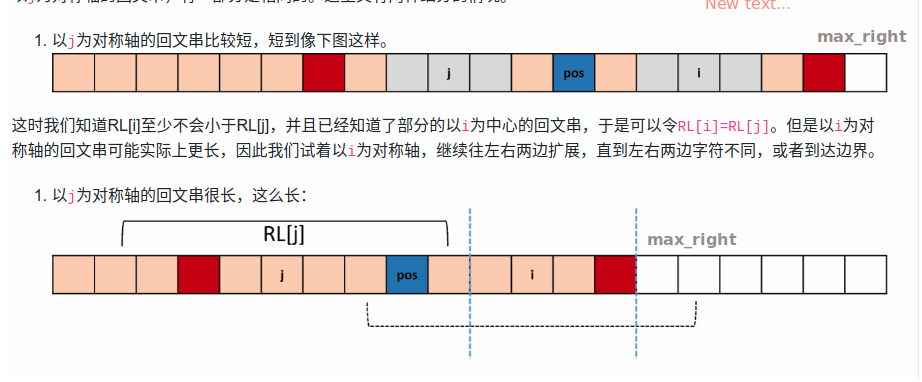 New text...
1. 以j为对称轴的回文串比较短，短到像下图这样。
max_right
j pos i
这时我们知道RL[i]至少不会小于RL[j]，并且已经知道了部分的以i为中心的回文串，于是可以令RL[i]=RL[j]。但是以i为对
称轴的回文串可能实际上更长，因此我们试着以i为对称轴，继续往左右两边扩展，直到左右两边字符不同，或者到达边界。
1. 以j为对称轴的回文串很长，这么长：
RL[j]
max_right
j pos i